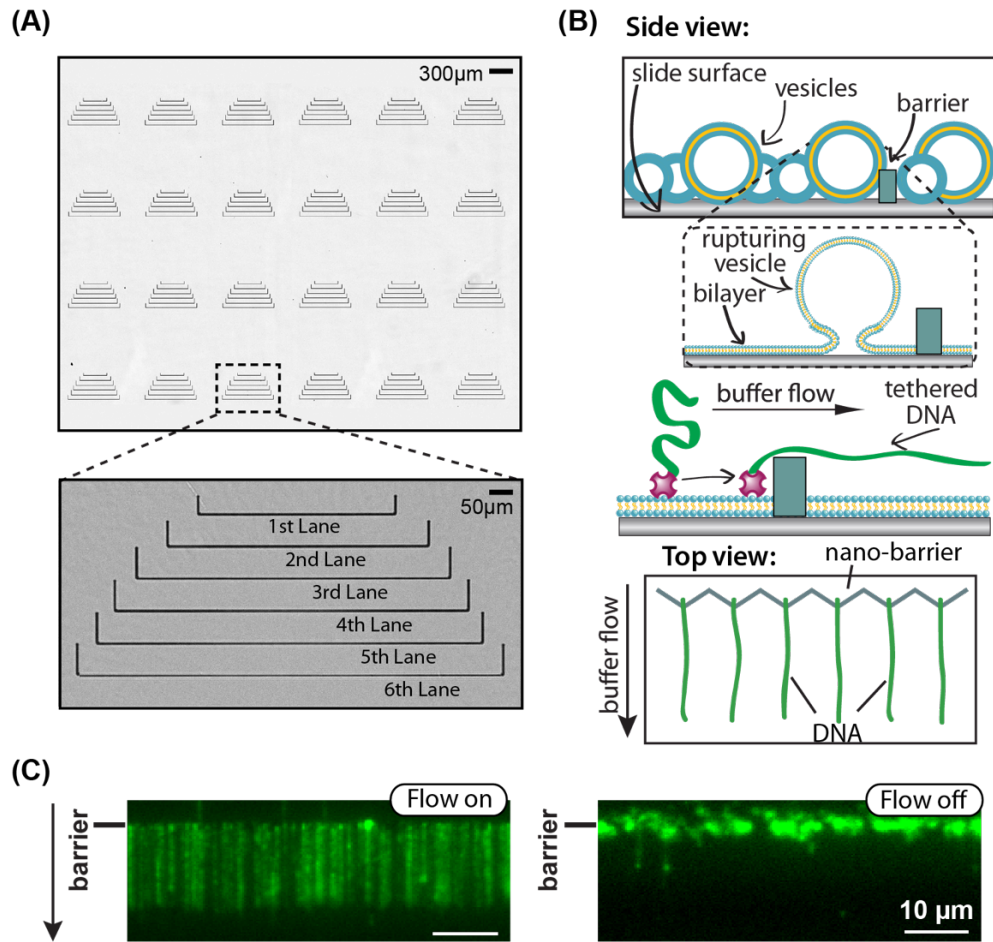 (A)
300μm
50μm
1st Lane
2nd Lane
3rd Lane
4th Lane
5th Lane
6th Lane
(B)
Side view:
slide surface
vesicles
barrier
rupturing
vesicle
bilayer
buffer flow
tethered
DNA
Top view:
nano-barrier
buffer flow
DNA
(C)
barrier
Flow on
barrier
Flow off
10 μm